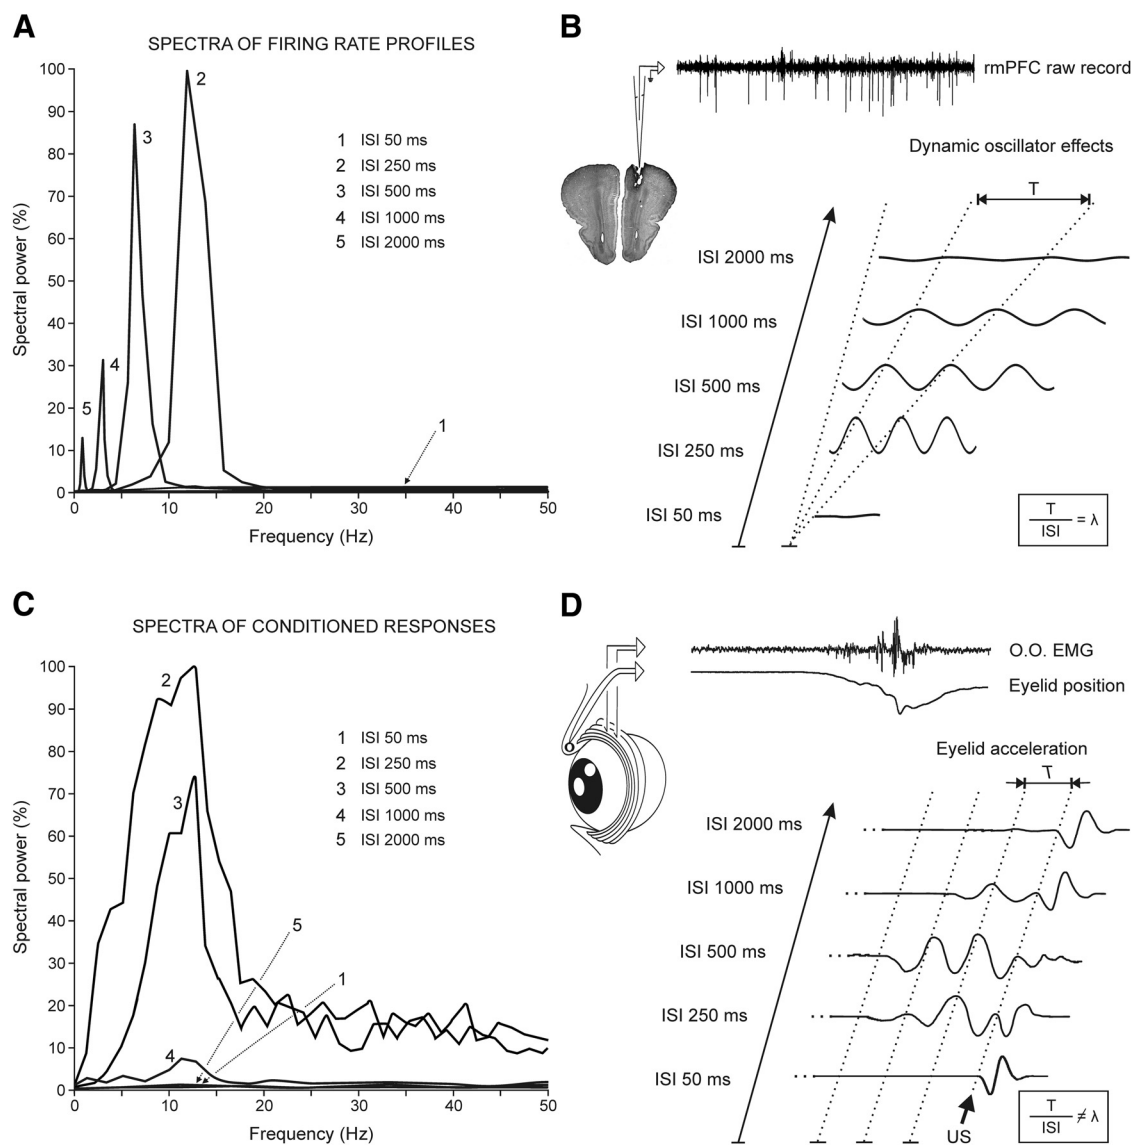 A
SPECTRA OF FIRING RATE PROFILES
Spectral power (%)
100
90
80
70
60
50
40
30
20
10
0
0 10 20 30 40 50
Frequency (Hz)
1 ISI 50 ms
2 ISI 250 ms
3 ISI 500 ms
4 ISI 1000 ms
5 ISI 2000 ms
2
3
4
5
1
B
rmPFC raw record
Dynamic oscillator effects
T
ISI 2000 ms
ISI 1000 ms
ISI 500 ms
ISI 250 ms
ISI 50 ms
T
ISI = λ
C
SPECTRA OF CONDITIONED RESPONSES
Spectral power (%)
100
90
80
70
60
50
40
30
20
10
0
0 10 20 30 40 50
Frequency (Hz)
1 ISI 50 ms
2 ISI 250 ms
3 ISI 500 ms
4 ISI 1000 ms
5 ISI 2000 ms
2
3
5
1
4
D
O.O. EMG
Eyelid position
Eyelid acceleration
T
ISI 2000 ms
ISI 1000 ms
ISI 500 ms
ISI 250 ms
ISI 50 ms
US
T
ISI ≠ λ